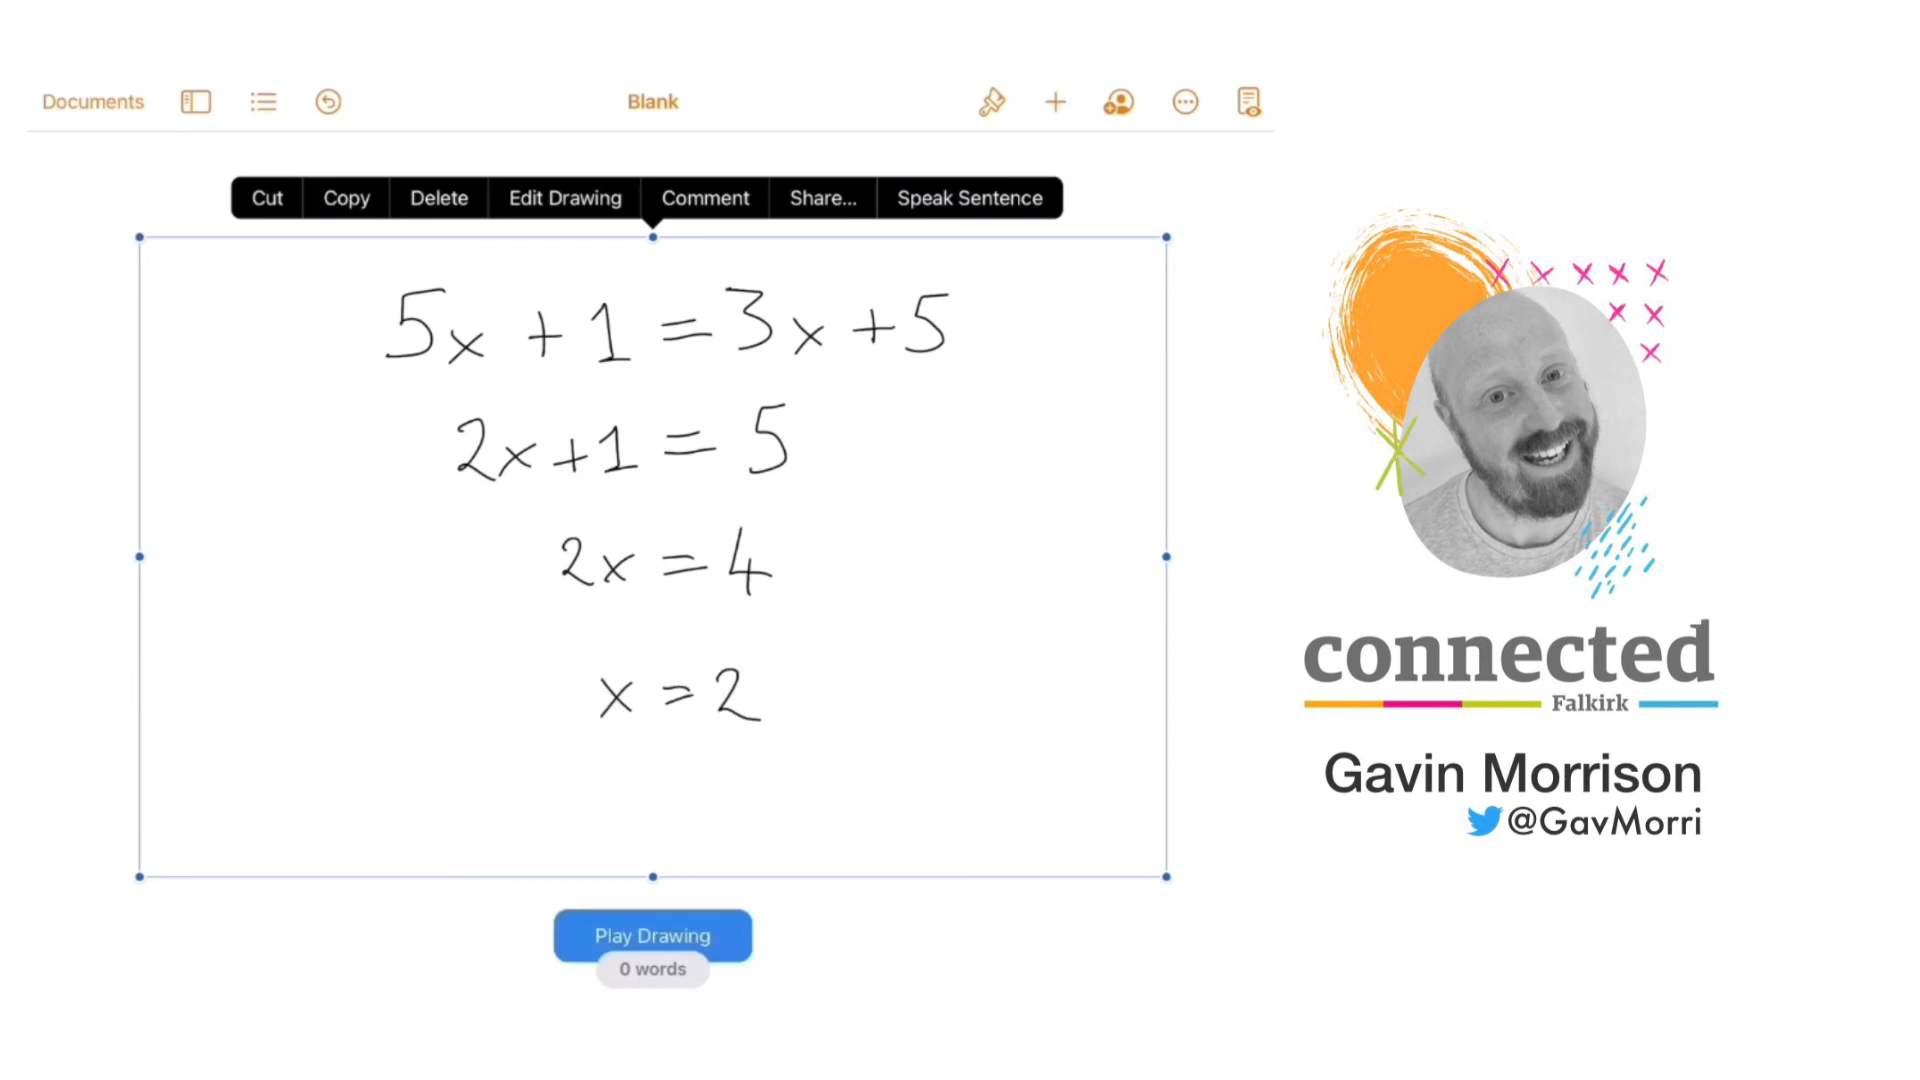 Documents Blank
Cut Copy Delete Edit Drawing Comment Share... Speak Sentence
5x + 1 = 3x + 5
2x + 1 = 5
2x = 4
x = 2
Play Drawing
0 words
connected
Falkirk
Gavin Morrison
@GavMorri